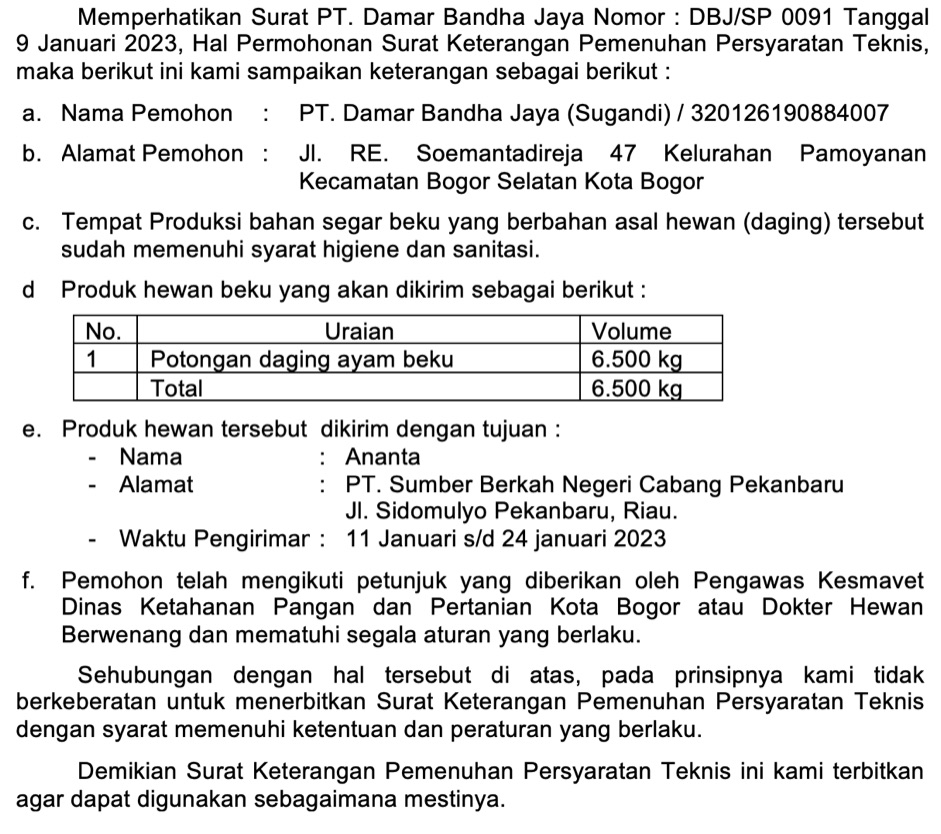 Memperhatikan Surat PT. Damar Bandha Jaya Nomor : DBJ/SP 0091 Tanggal
9 Januari 2023, Hal Permohonan Surat Keterangan Pemenuhan Persyaratan Teknis,
maka berikut ini kami sampaikan keterangan sebagai berikut :
a. Nama Pemohon : PT. Damar Bandha Jaya (Sugandi) / 320126190884007
b. Alamat Pemohon : Jl. RE. Soemantadireja 47 Kelurahan Pamoyanan
Kecamatan Bogor Selatan Kota Bogor
c. Tempat Produksi bahan segar beku yang berbahan asal hewan (daging) tersebut
sudah memenuhi syarat higiene dan sanitasi.
d Produk hewan beku yang akan dikirim sebagai berikut :
No. Uraian Volume
1 Potongan daging ayam beku 6.500 kg
Total 6.500 kg
e. Produk hewan tersebut dikirim dengan tujuan :
- Nama : Ananta
- Alamat : PT. Sumber Berkah Negeri Cabang Pekanbaru
Jl. Sidomulyo Pekanbaru, Riau.
- Waktu Pengirimar : 11 Januari s/d 24 januari 2023
f. Pemohon telah mengikuti petunjuk yang diberikan oleh Pengawas Kesmavet
Dinas Ketahanan Pangan dan Pertanian Kota Bogor atau Dokter Hewan
Berwenang dan mematuhi segala aturan yang berlaku.
Sehubungan dengan hal tersebut di atas, pada prinsipnya kami tidak
berkeberatan untuk menerbitkan Surat Keterangan Pemenuhan Persyaratan Teknis
dengan syarat memenuhi ketentuan dan peraturan yang berlaku.
Demikian Surat Keterangan Pemenuhan Persyaratan Teknis ini kami terbitkan
agar dapat digunakan sebagaimana mestinya.